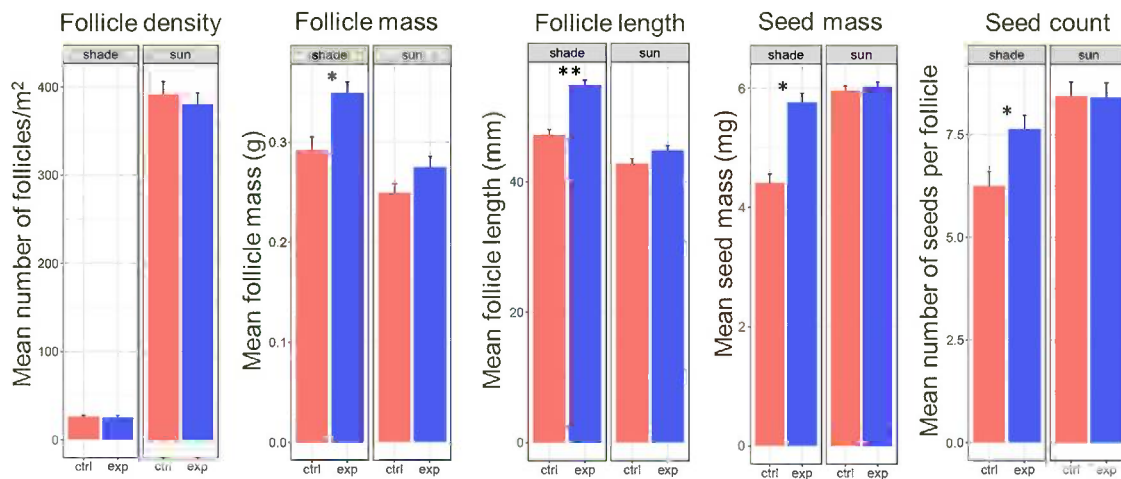 Follicle density
Follicle mass
Follicle length
Seed mass
Seed count
Mean number of follicles/m²
shade
sun
400
300
200
100
0
ctrl
exp
ctrl
exp
Mean follicle mass (g)
shade
sun
*
0.3
0.2
0.1
0.0
ctrl
exp
ctrl
exp
Mean follicle length (mm)
shade
sun
**
40
20
0
ctrl
exp
ctrl
exp
Mean seed mass (mg)
shade
sun
*
6
4
2
0
ctrl
exp
ctrl
exp
Mean number of seeds per follicle
shade
sun
*
7.5
5.0
2.5
0.0
ctrl
exp
ctrl
exp